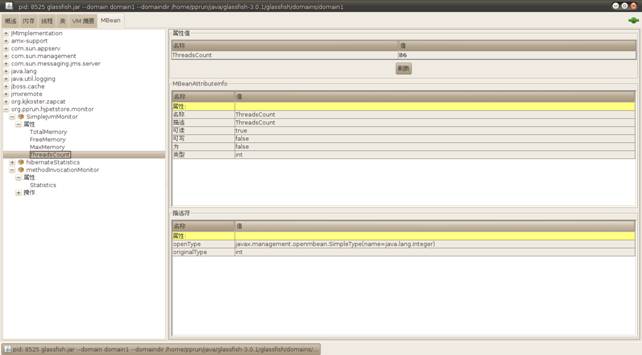 pid: 8525 glassfish.jar --domain domain1 --domaindir /home/pprun/java/glassfish-3.0.1/glassfish/domains/domain1
概述 内存 线程 类 VM 摘要 MBean
JMImplementation
amx-support
com.sun.appserv
com.sun.management
com.sun.messaging.jms.server
java.lang
java.util.logging
jboss.cache
jmxremote
org.kjkoster.zapcat
org.pprun.hjpetstore.monitor
SimpleJvmMonitor
属性
TotalMemory
FreeMemory
MaxMemory
ThreadsCount
hibernateStatistics
methodInvocationMonitor
属性
Statistics
操作
属性值
名称 值
ThreadsCount 86
刷新
MBeanAttributeInfo
名称 值
属性:
名称 ThreadsCount
描述 ThreadsCount
可读 true
可写 false
为 false
类型 int
描述符
名称 值
属性:
openType javax.management.openmbean.SimpleType(name=java.lang.Integer)
originalType int
pid: 8525 glassfish.jar --domain domain1 --domaindir /home/pprun/java/glassfish-3.0.1/glassfish/domains/...